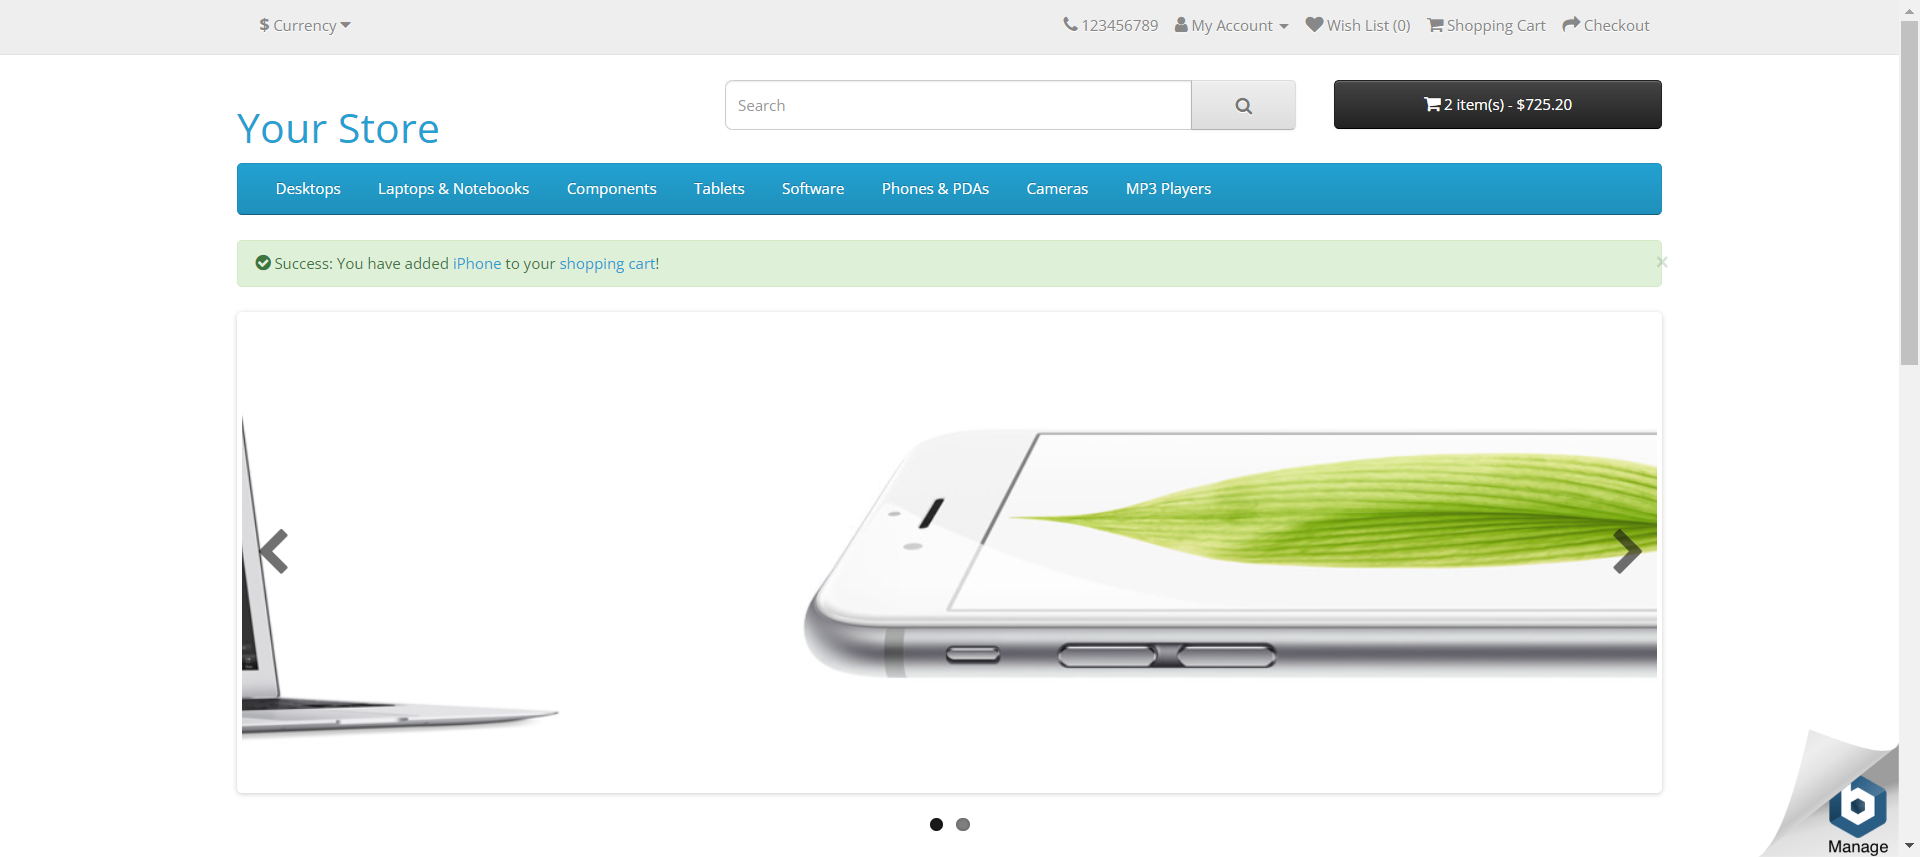 $ Currency
123456789 My Account Wish List (0) Shopping Cart Checkout
Your Store
Search
2 item(s) - $725.20
Desktops Laptops & Notebooks Components Tablets Software Phones & PDAs Cameras MP3 Players
Success: You have added iPhone to your shopping cart!
×
Manage